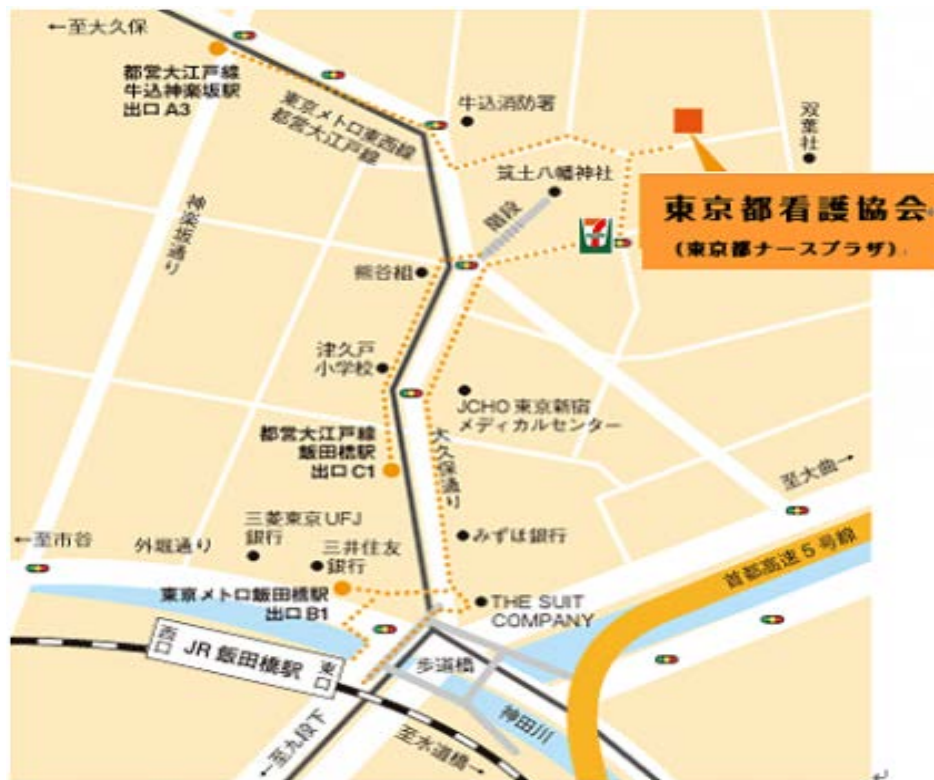 ←至大久保
都営大江戸線
牛込神楽坂駅
出口 A3
東京メトロ東西線
都営大江戸線
牛込消防署
双葉社
筑土八幡神社
階段
7
東京都看護協会
(東京都ナースプラザ)
神楽坂通り
熊谷組
津久戸
小学校
JCHO 東京新宿
メディカルセンター
都営大江戸線
飯田橋駅
出口 C1
大久保通り
至大曲→
三菱東京UFJ
銀行
みずほ銀行
←至市谷
外堀通り
三井住友
銀行
首都高速5号線
東京メトロ飯田橋駅
出口 B1
THE SUIT
COMPANY
西口
JR 飯田橋駅
東口
歩道橋
神田川
←至九段下
至水道橋→